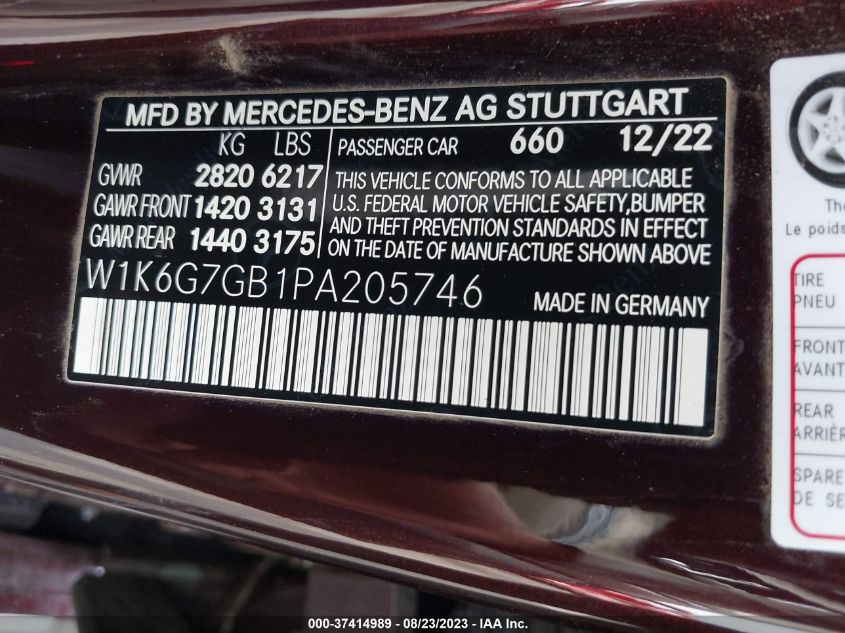 MFD BY MERCEDES-BENZ AG STUTTGART
KG LBS
GVWR 2820 6217
GAWR FRONT 1420 3131
GAWR REAR 1440 3175
PASSENGER CAR 660 12/22
THIS VEHICLE CONFORMS TO ALL APPLICABLE
U.S. FEDERAL MOTOR VEHICLE SAFETY,BUMPER
AND THEFT PREVENTION STANDARDS IN EFFECT
ON THE DATE OF MANUFACTURE SHOWN ABOVE
W1K6G7GB1PA205746
MADE IN GERMANY
The
Le poids
TIRE
PNEU
FRONT
AVANT
REAR
ARRIÈR
SPARE
DE SE
000-37414989 - 08/23/2023 - IAA Inc.